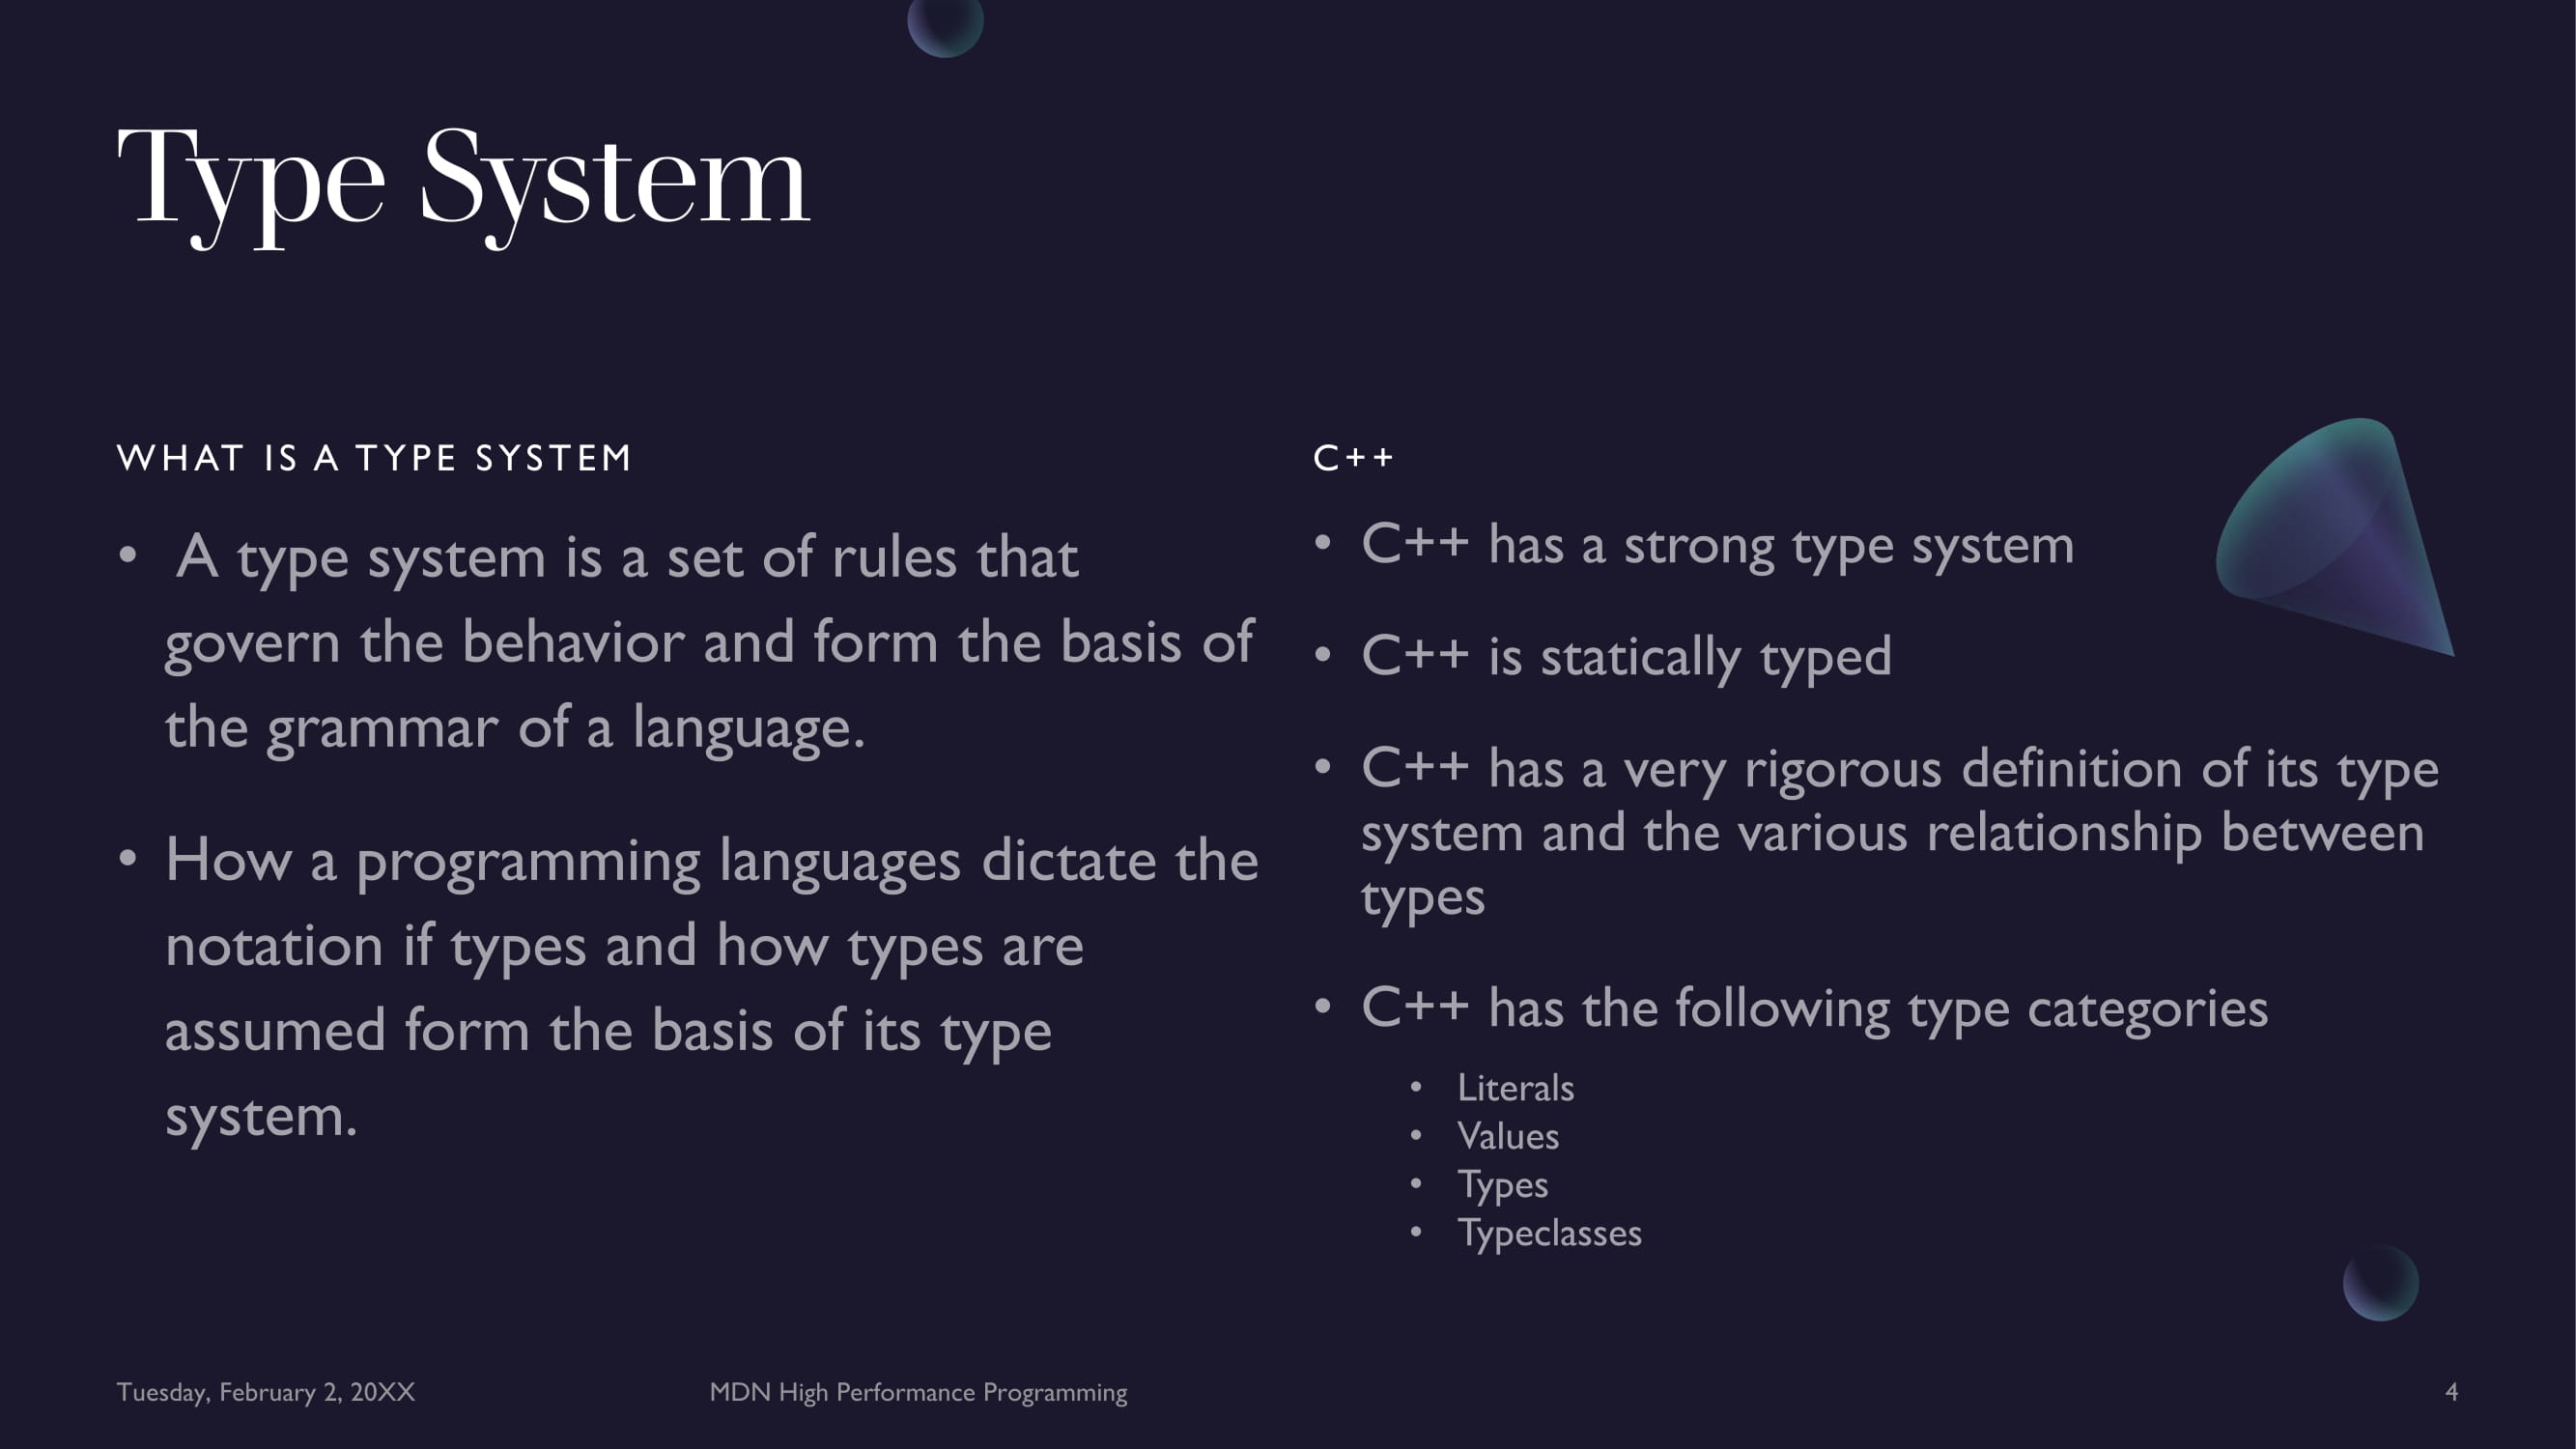 Type System
WHAT IS A TYPE SYSTEM
• A type system is a set of rules that
govern the behavior and form the basis of
the grammar of a language.
• How a programming languages dictate the
notation if types and how types are
assumed form the basis of its type
system.
C++
• C++ has a strong type system
• C++ is statically typed
• C++ has a very rigorous definition of its type
system and the various relationship between
types
• C++ has the following type categories
• Literals
• Values
• Types
• Typeclasses
Tuesday, February 2, 20XX
MDN High Performance Programming
4